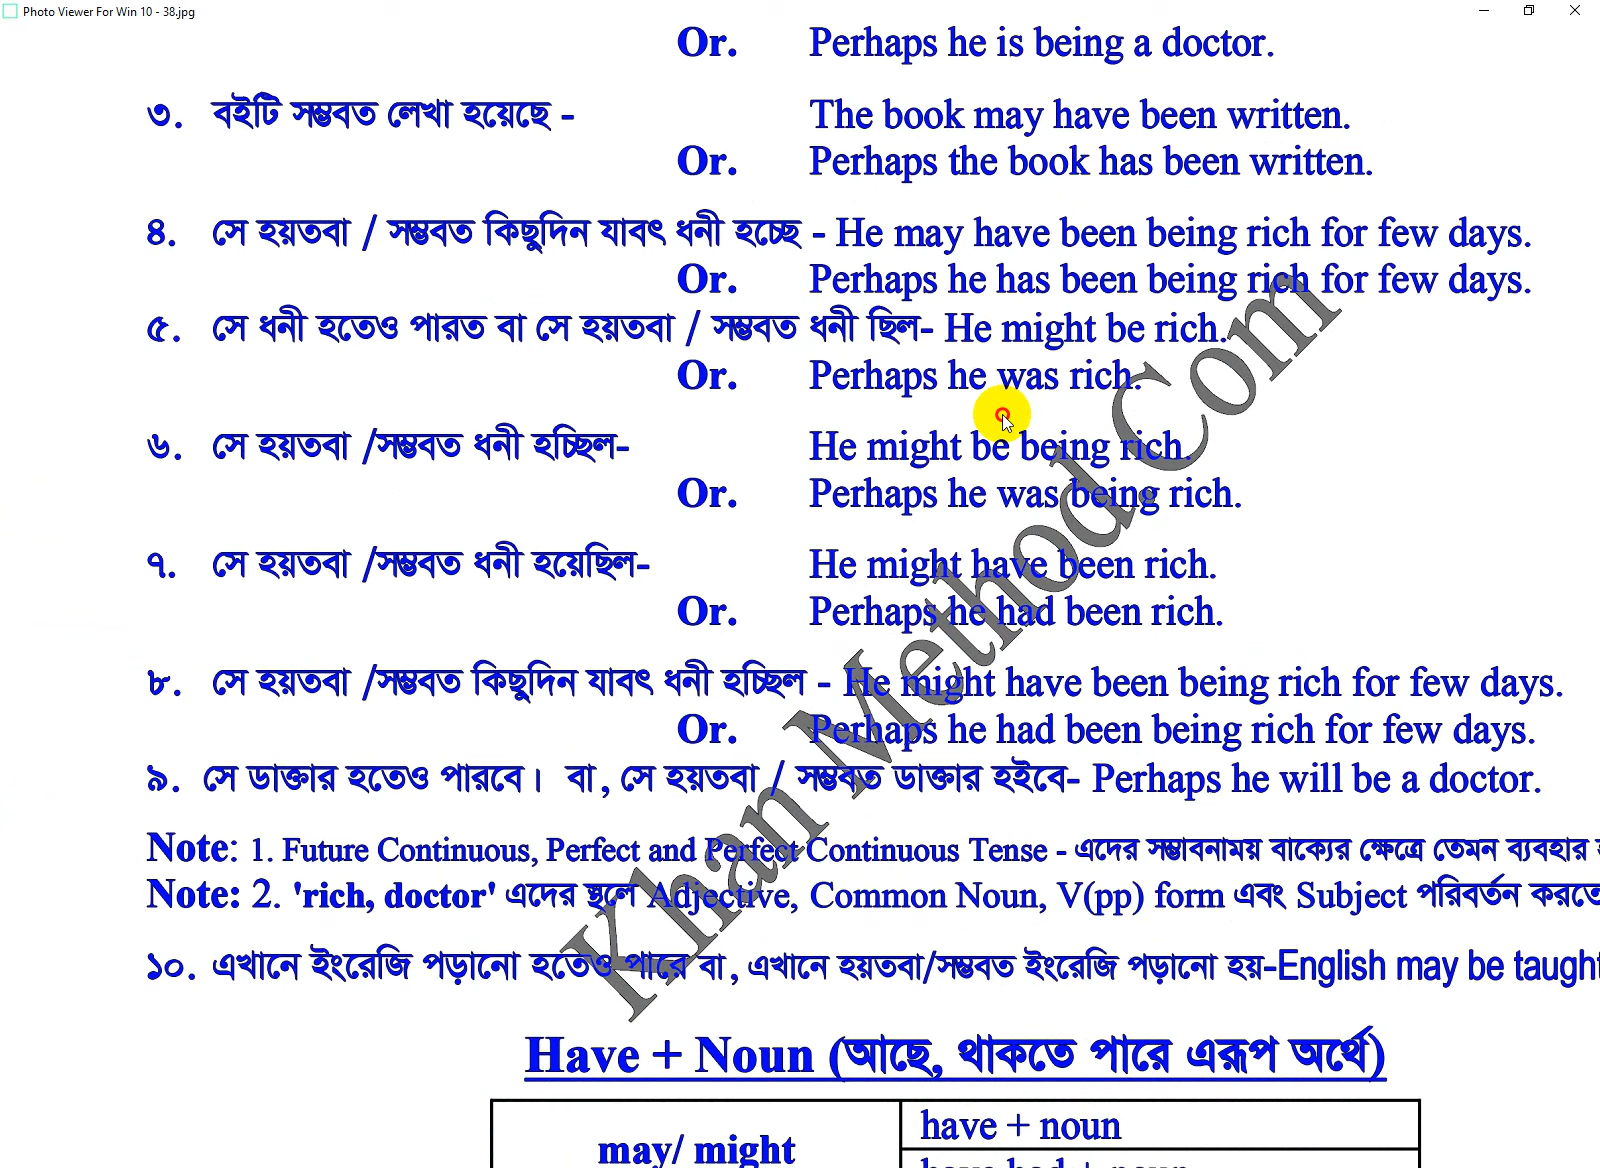 Photo Viewer For Win 10 - 38.jpg
Or. Perhaps he is being a doctor.
৩. বইটি সম্ভবত লেখা হয়েছে - The book may have been written.
Or. Perhaps the book has been written.
৪. সে হয়তবা / সম্ভবত কিছুদিন যাবৎ ধনী হচ্ছে - He may have been being rich for few days.
Or. Perhaps he has been being rich for few days.
৫. সে ধনী হতেও পারত বা সে হয়তবা / সম্ভবত ধনী ছিল- He might be rich.
Or. Perhaps he was rich.
৬. সে হয়তবা /সম্ভবত ধনী হচ্ছিল- He might be being rich.
Or. Perhaps he was being rich.
৭. সে হয়তবা /সম্ভবত ধনী হয়েছিল- He might have been rich.
Or. Perhaps he had been rich.
৮. সে হয়তবা /সম্ভবত কিছুদিন যাবৎ ধনী হচ্ছিল - He might have been being rich for few days.
Or. Perhaps he had been being rich for few days.
৯. সে ডাক্তার হতেও পারবে। বা, সে হয়তবা / সম্ভবত ডাক্তার হইবে- Perhaps he will be a doctor.
Note: 1. Future Continuous, Perfect and Perfect Continuous Tense - এদের সম্ভাবনাময় বাক্যের ক্ষেত্রে তেমন ব্যবহার
Note: 2. 'rich, doctor' এদের স্থলে Adjective, Common Noun, V(pp) form এবং Subject পরিবর্তন করতে
১০. এখানে ইংরেজি পড়ানো হতেও পারে বা, এখানে হয়তবা/সম্ভবত ইংরেজি পড়ানো হয়-English may be taught
Have + Noun (আছে, থাকতে পারে এরূপ অর্থে)
may/ might have + noun
Khan Method.Com